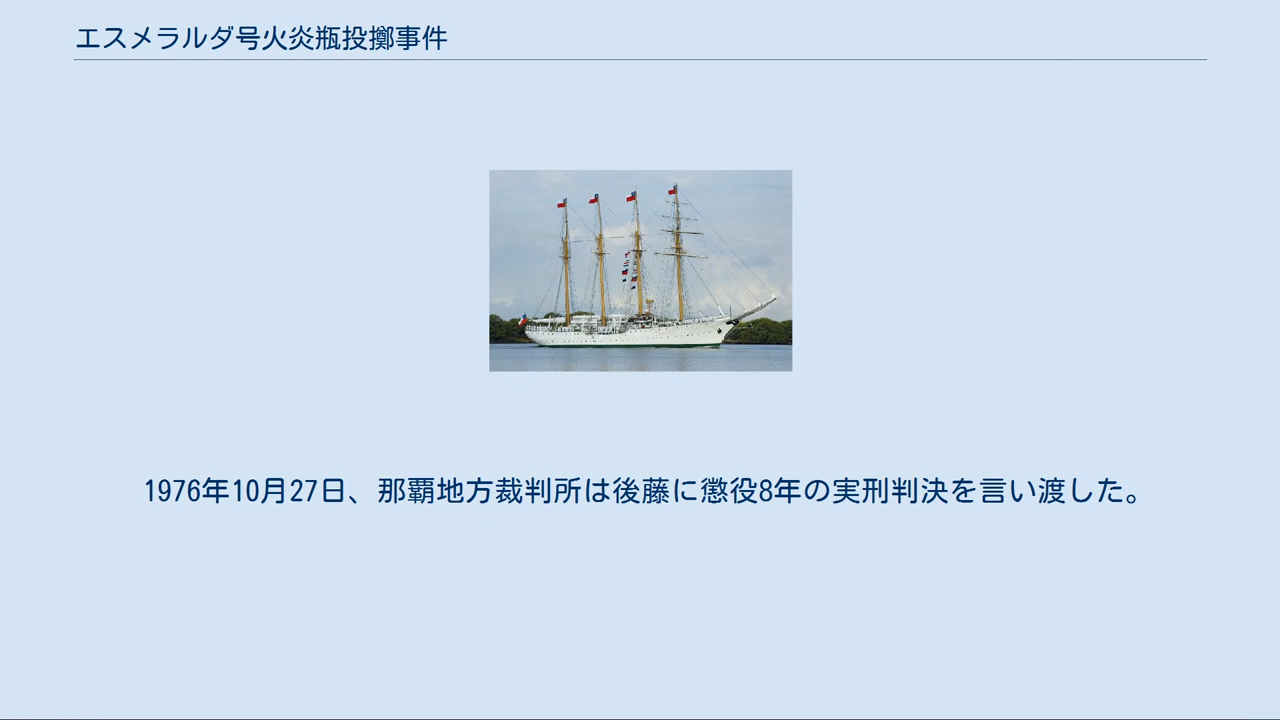 エスメラルダ号火炎瓶投擲事件
1976年10月27日、那覇地方裁判所は後藤に懲役8年の実刑判決を言い渡した。